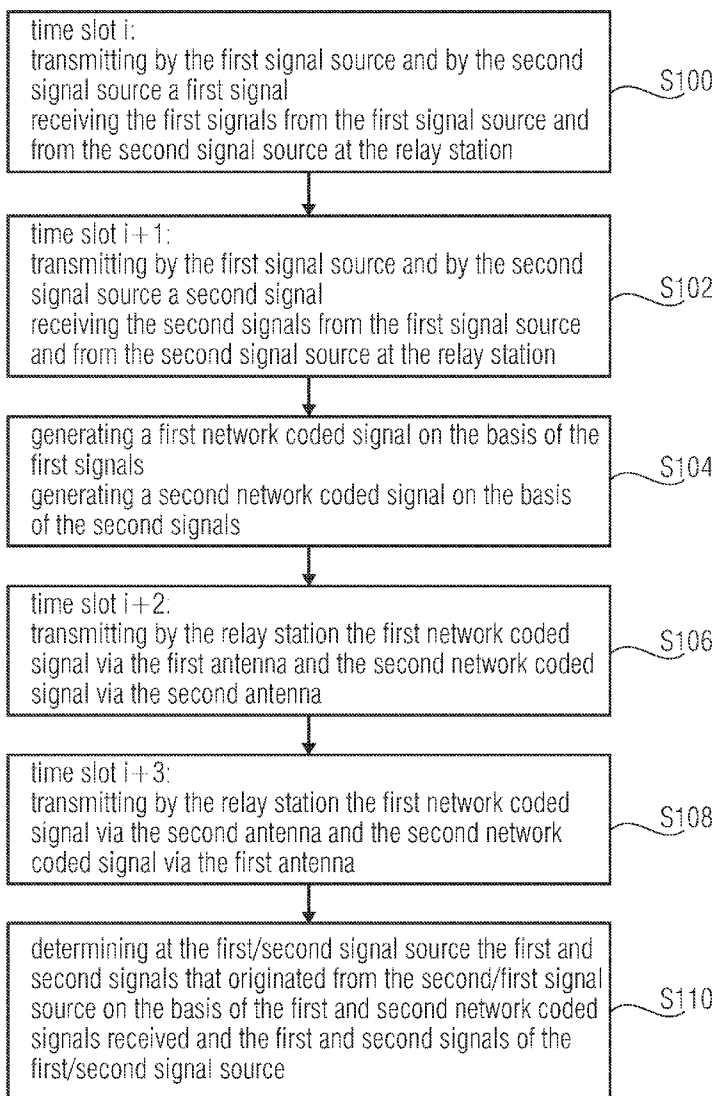 time slot i:
transmitting by the first signal source and by the second
signal source a first signal
receiving the first signals from the first signal source and
from the second signal source at the relay station
S100
time slot i+1:
transmitting by the first signal source and by the second
signal source a second signal
receiving the second signals from the first signal source
and from the second signal source at the relay station
S102
generating a first network coded signal on the basis of the
first signals
generating a second network coded signal on the basis
of the second signals
S104
time slot i+2:
transmitting by the relay station the first network coded
signal via the first antenna and the second network coded
signal via the second antenna
S106
time slot i+3:
transmitting by the relay station the first network coded
signal via the second antenna and the second network
coded signal via the first antenna
S108
determining at the first/second signal source the first and
second signals that originated from the second/first signal
source on the basis of the first and second network coded
signals received and the first and second signals of the
first/second signal source
S110